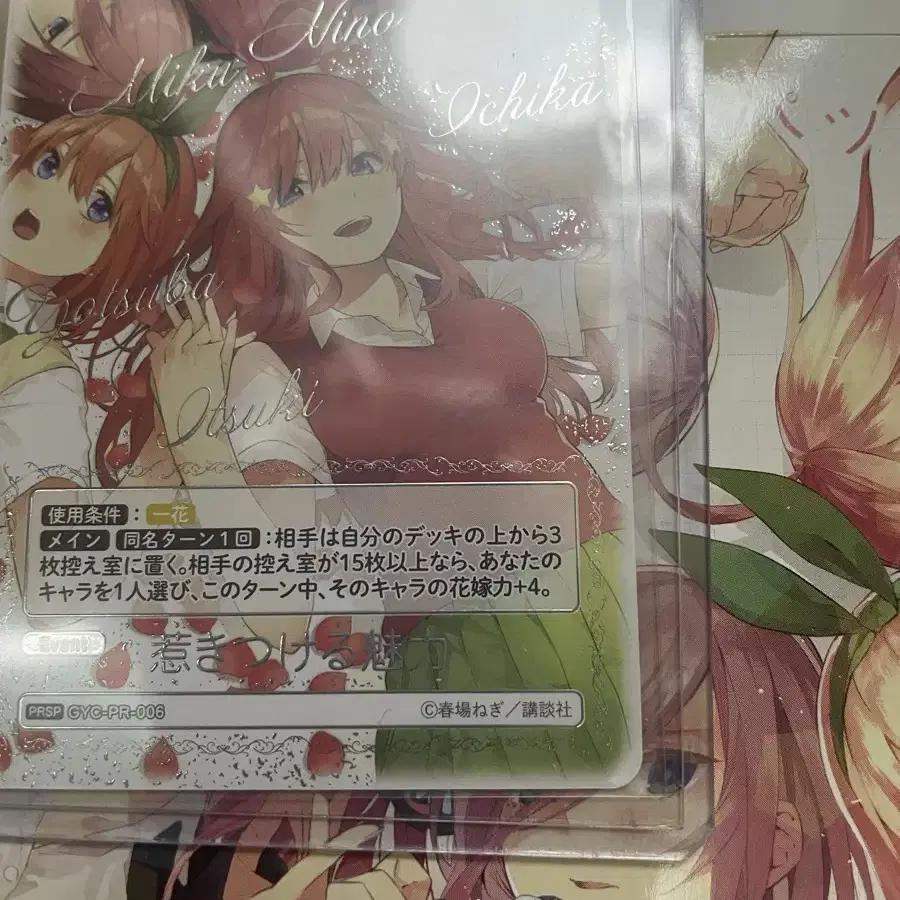 Nino
Miku
Ichika
Yotsuba
Itsuki
使用条件：一花
メイン 同名ターン1回：相手は自分のデッキの上から3
枚控え室に置く。相手の控え室が15枚以上なら、あなたの
キャラを1人選び、このターン中、そのキャラの花嫁力+4。
Event 惹きつける魅力
PRSP GYC-PR-006 ©春場ねぎ／講談社